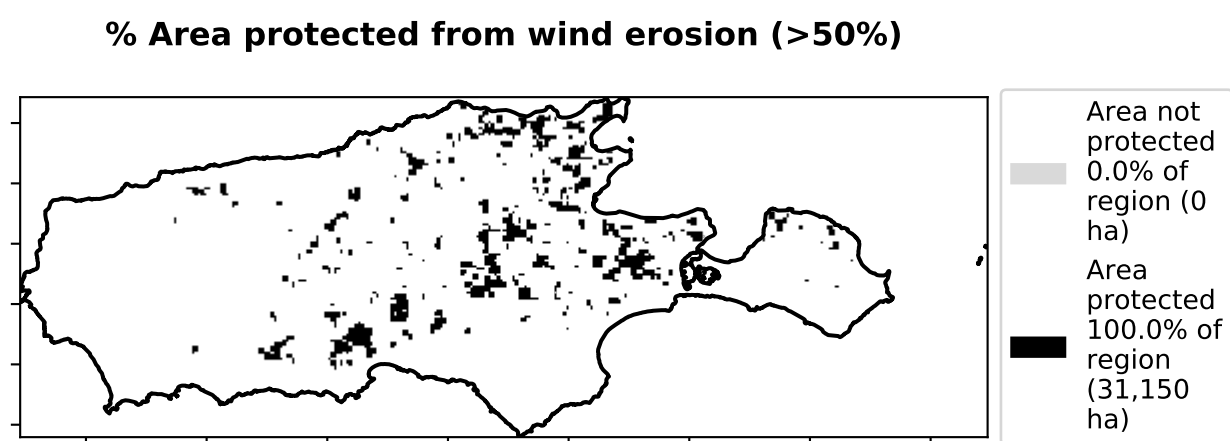 % Area protected from wind erosion (>50%)
Area not
protected
0.0% of
region (0
ha)
Area
protected
100.0% of
region
(31,150
ha)